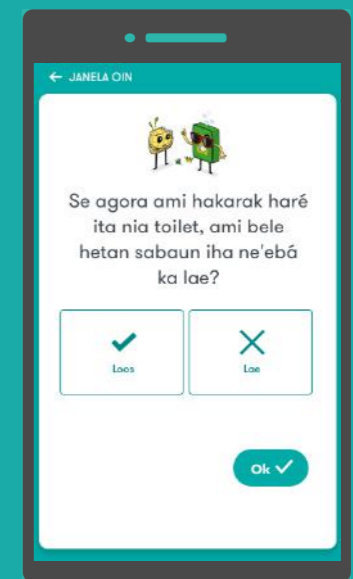 ← JANELA OIN
Se agora ami hakarak haré
ita nia toilet, ami bele
hetan sabaun iha ne'ebá
ka lae?
Loos
Lae
Ok